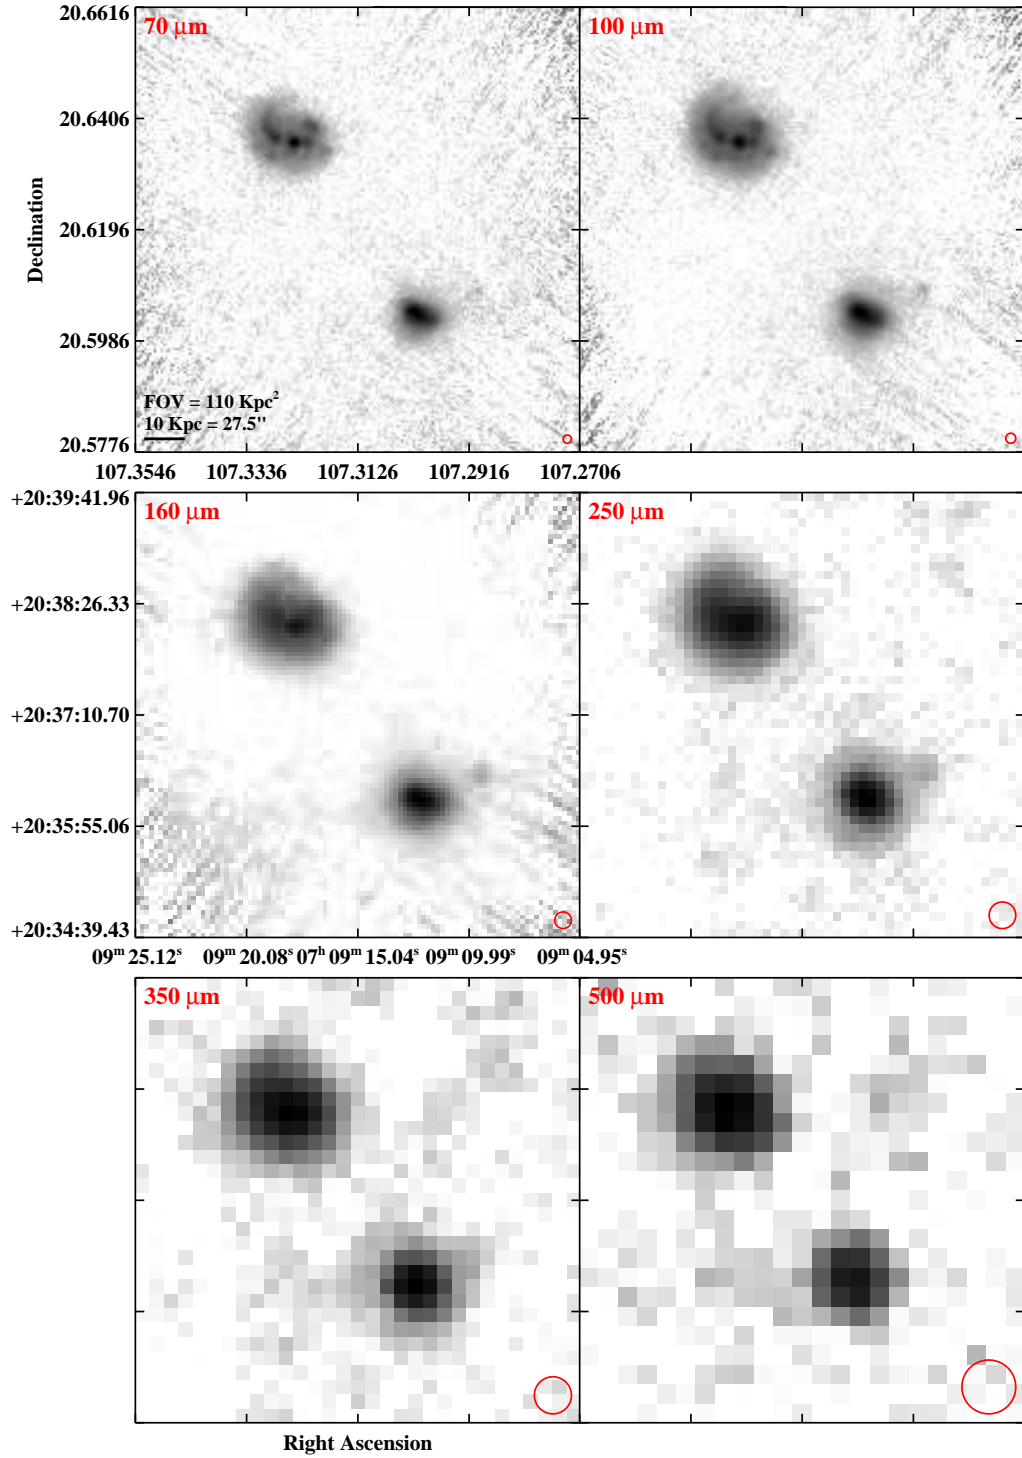 20.6616
70 μm
100 μm
20.6406
Declination
20.6196
20.5986
FOV = 110 Kpc²
10 Kpc = 27.5"
20.5776
107.3546 107.3336 107.3126 107.2916 107.2706
+20:39:41.96
160 μm
250 μm
+20:38:26.33
+20:37:10.70
+20:35:55.06
+20:34:39.43
09ᵐ 25.12ˢ 09ᵐ 20.08ˢ 07ʰ 09ᵐ 15.04ˢ 09ᵐ 09.99ˢ 09ᵐ 04.95ˢ
350 μm
500 μm
Right Ascension